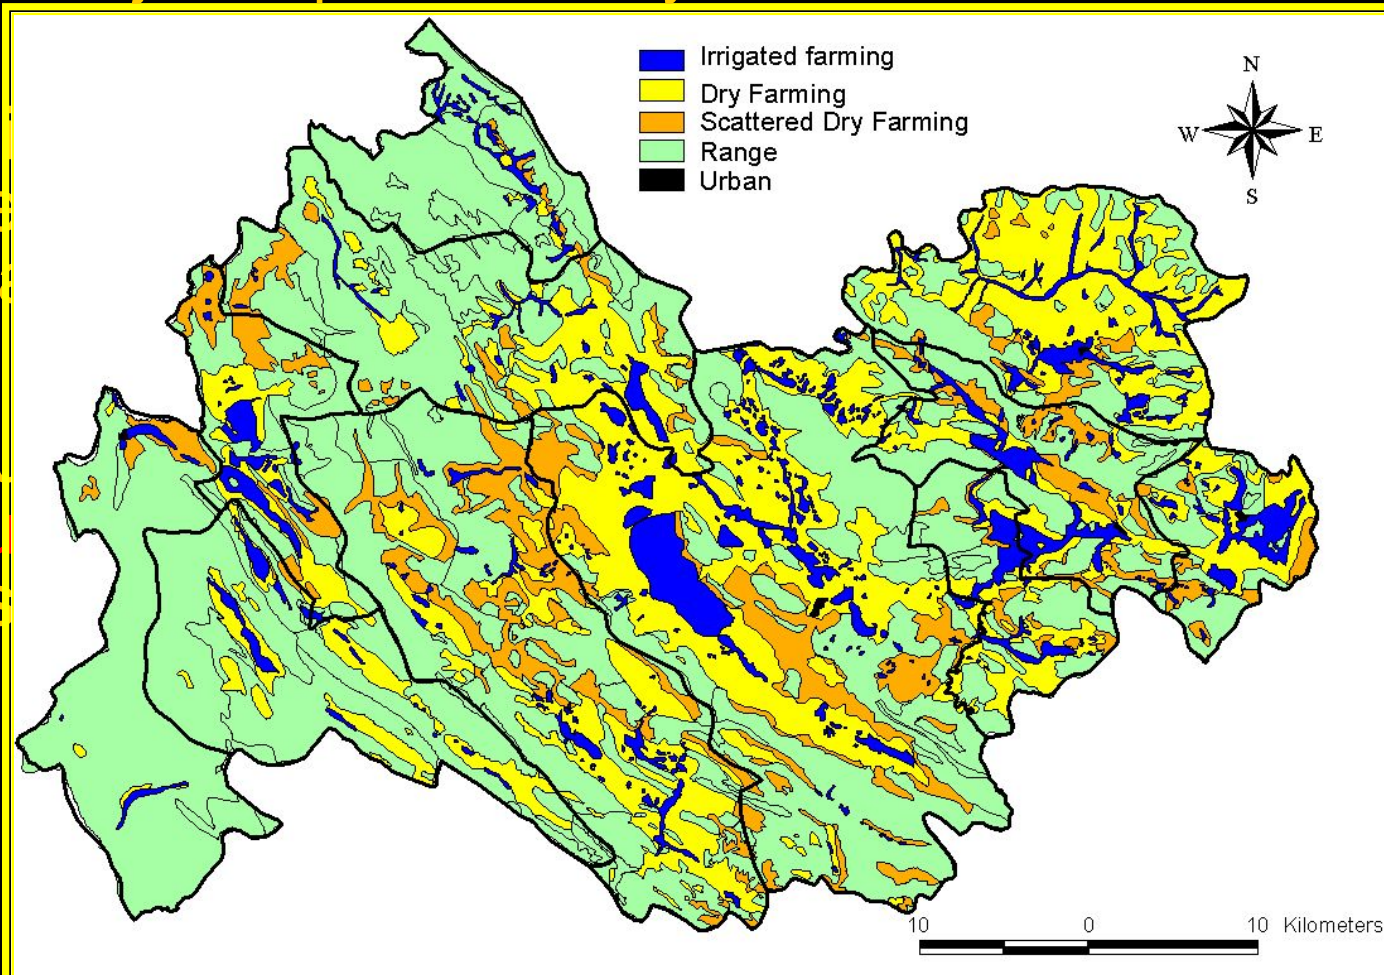 Irrigated farming
Dry Farming
Scattered Dry Farming
Range
Urban
N
W E
S
10 0 10 Kilometers